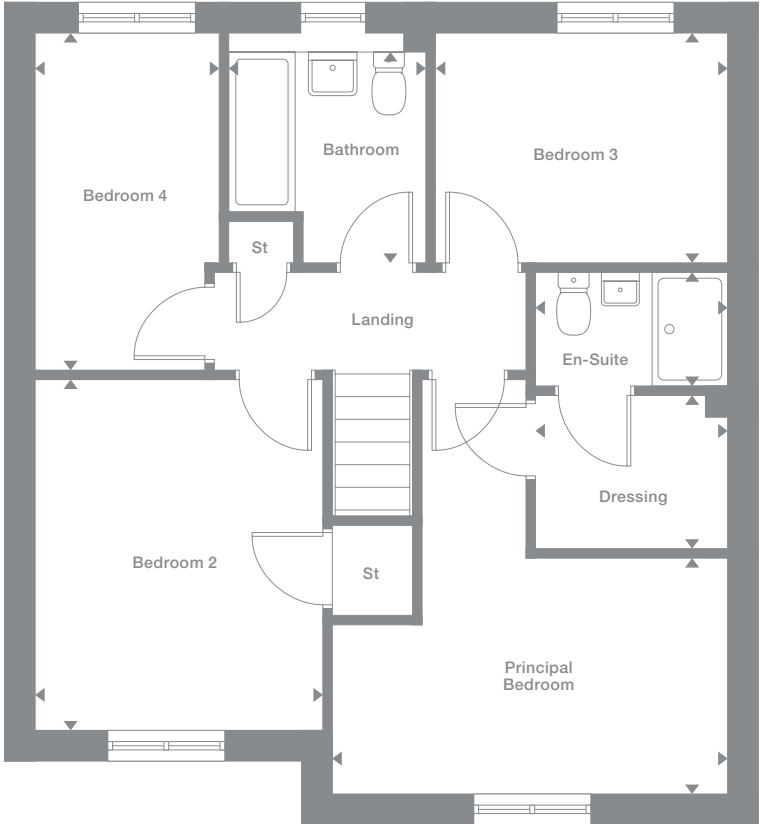 Bathroom
Bedroom 3
Bedroom 4
St
Landing
En-Suite
Dressing
Bedroom 2
St
Principal
Bedroom